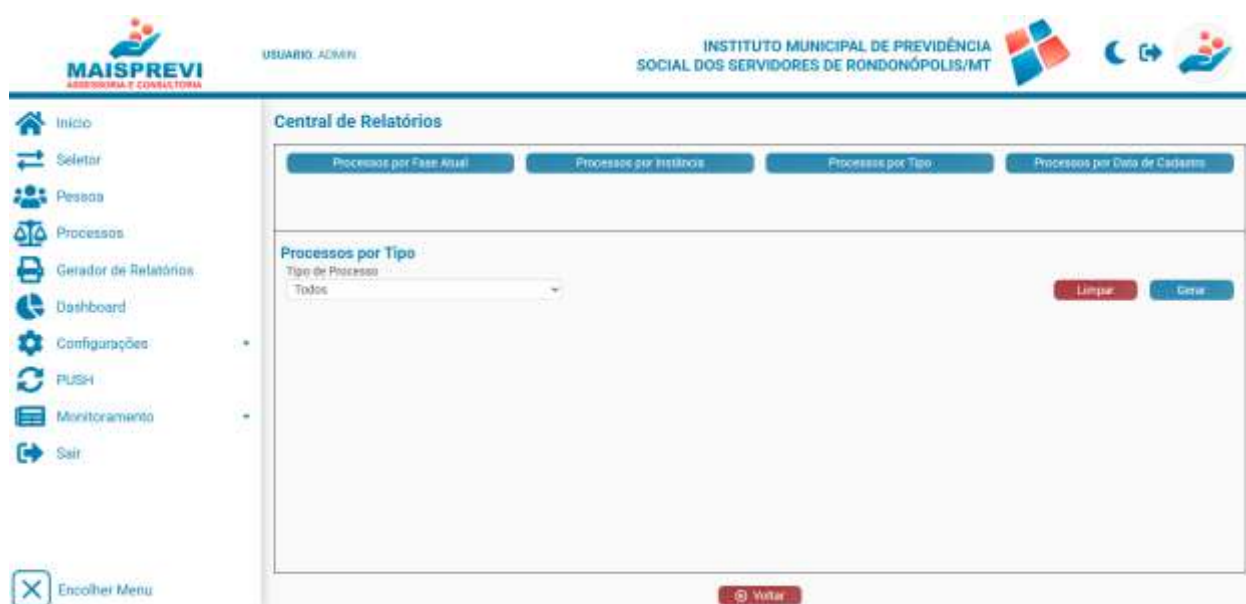 MAISPREVI
ASSESSORIA E CONSULTORIA
USUARIO: ADMIN
INSTITUTO MUNICIPAL DE PREVIDÊNCIA
SOCIAL DOS SERVIDORES DE RONDONÓPOLIS/MT
Início
Seletor
Pessoa
Processos
Gerador de Relatórios
Dashboard
Configurações
PUSH
Monitoramento
Sair
Encolher Menu
Central de Relatórios
Processos por Fase Atual
Processos por Instância
Processos por Tipo
Processos por Data de Cadastro
Processos por Tipo
Tipo de Processo
Todos
Limpar
Gerar
Voltar